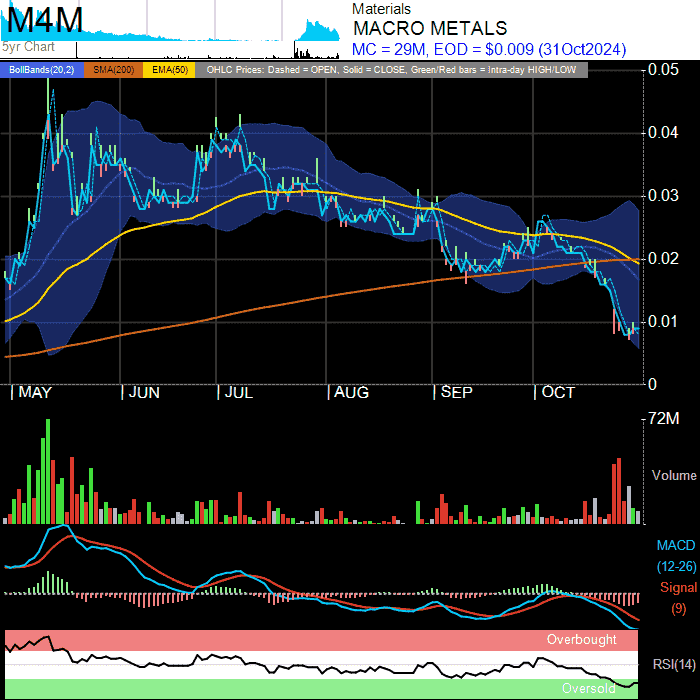 M4M
5yr Chart
Materials
MACRO METALS
MC = 29M, EOD = $0.009 (31Oct2024)
BollBands(20,2) SMA(200) EMA(50) OHLC Prices: Dashed = OPEN, Solid = CLOSE, Green/Red bars = Intra-day HIGH/LOW
0.05
0.04
0.03
0.02
0.01
0
MAY JUN JUL AUG SEP OCT
72M
Volume
MACD
(12-26)
Signal
(9)
Overbought
RSI(14)
Oversold